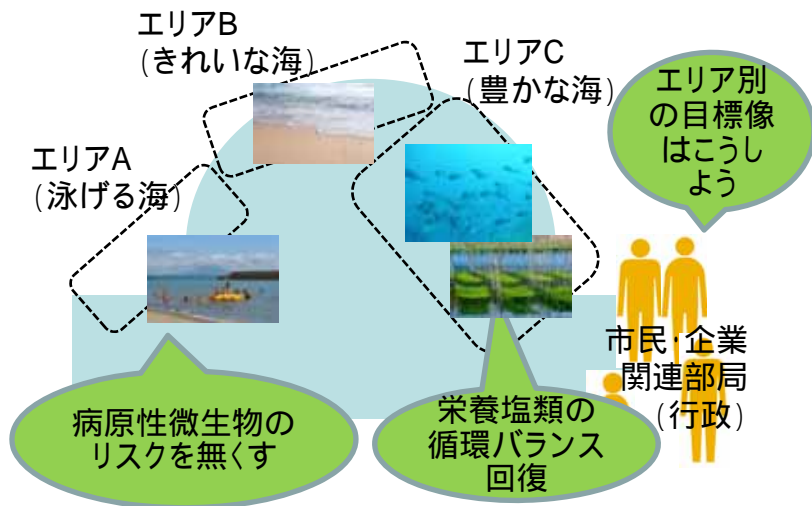 エリアB
(きれいな海)
エリアC
(豊かな海)
エリア別
の目標像
はこうし
よう
エリアA
(泳げる海)
市民・企業
関連部局
(行政)
病原性微生物の
リスクを無くす
栄養塩類の
循環バランス
回復